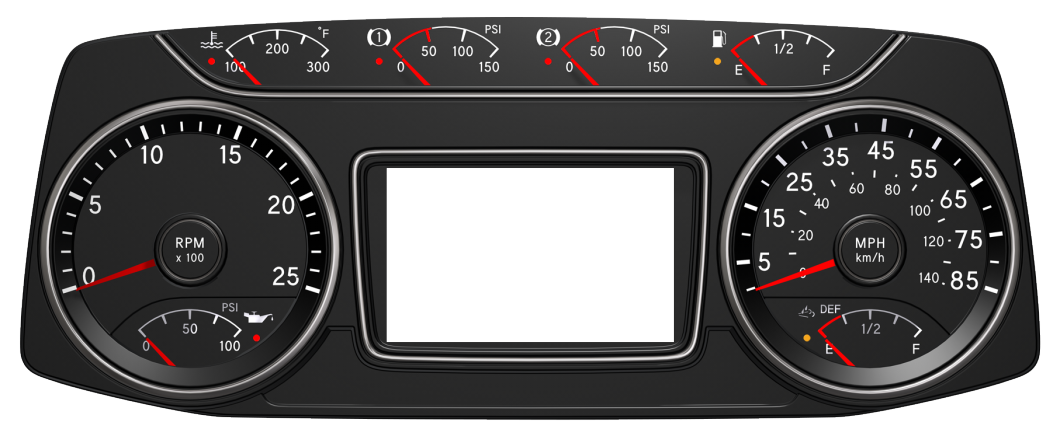 °F
200
100 300
(1) PSI
50 100
0 150
(2) PSI
50 100
0 150
1/2
E F
10 15
5 20
0 25
RPM
x 100
PSI
50
0 100
45
35 55
25 65
15 75
5 85
60 80
40 100
20 120
0 140
MPH
km/h
DEF
1/2
E F